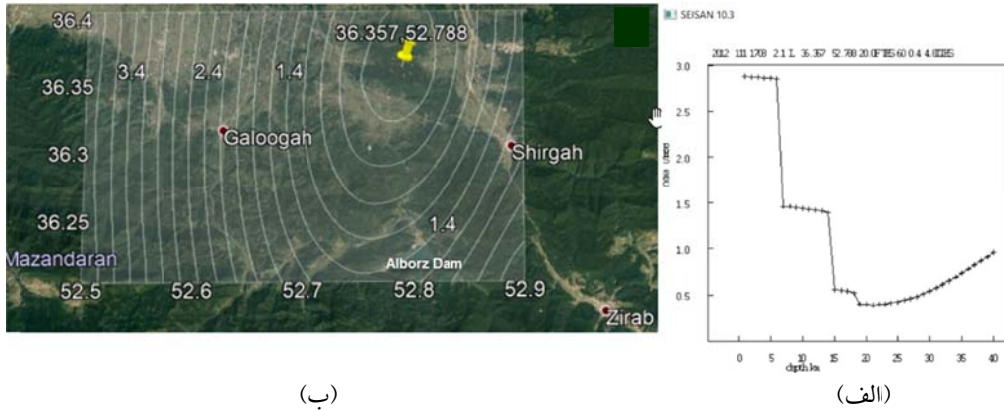 36.4
36.357,52.788
36.35
3.4 2.4 1.4
Galoogah
36.3
Shirgah
36.25
1.4
Mazandaran
Alborz Dam
52.5 52.6 52.7 52.8 52.9
Zirab
(ب)
SEISAN 10.3
3.0
2.5
2.0
1.5
1.0
0.5
0 5 10 15 20 25 30 35 40
depth km
(الف)